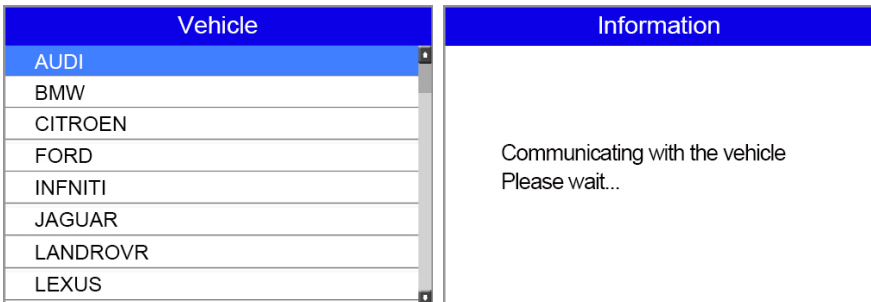 Vehicle
AUDI
BMW
CITROEN
FORD
INFNITI
JAGUAR
LANDROVR
LEXUS
Information
Communicating with the vehicle
Please wait...